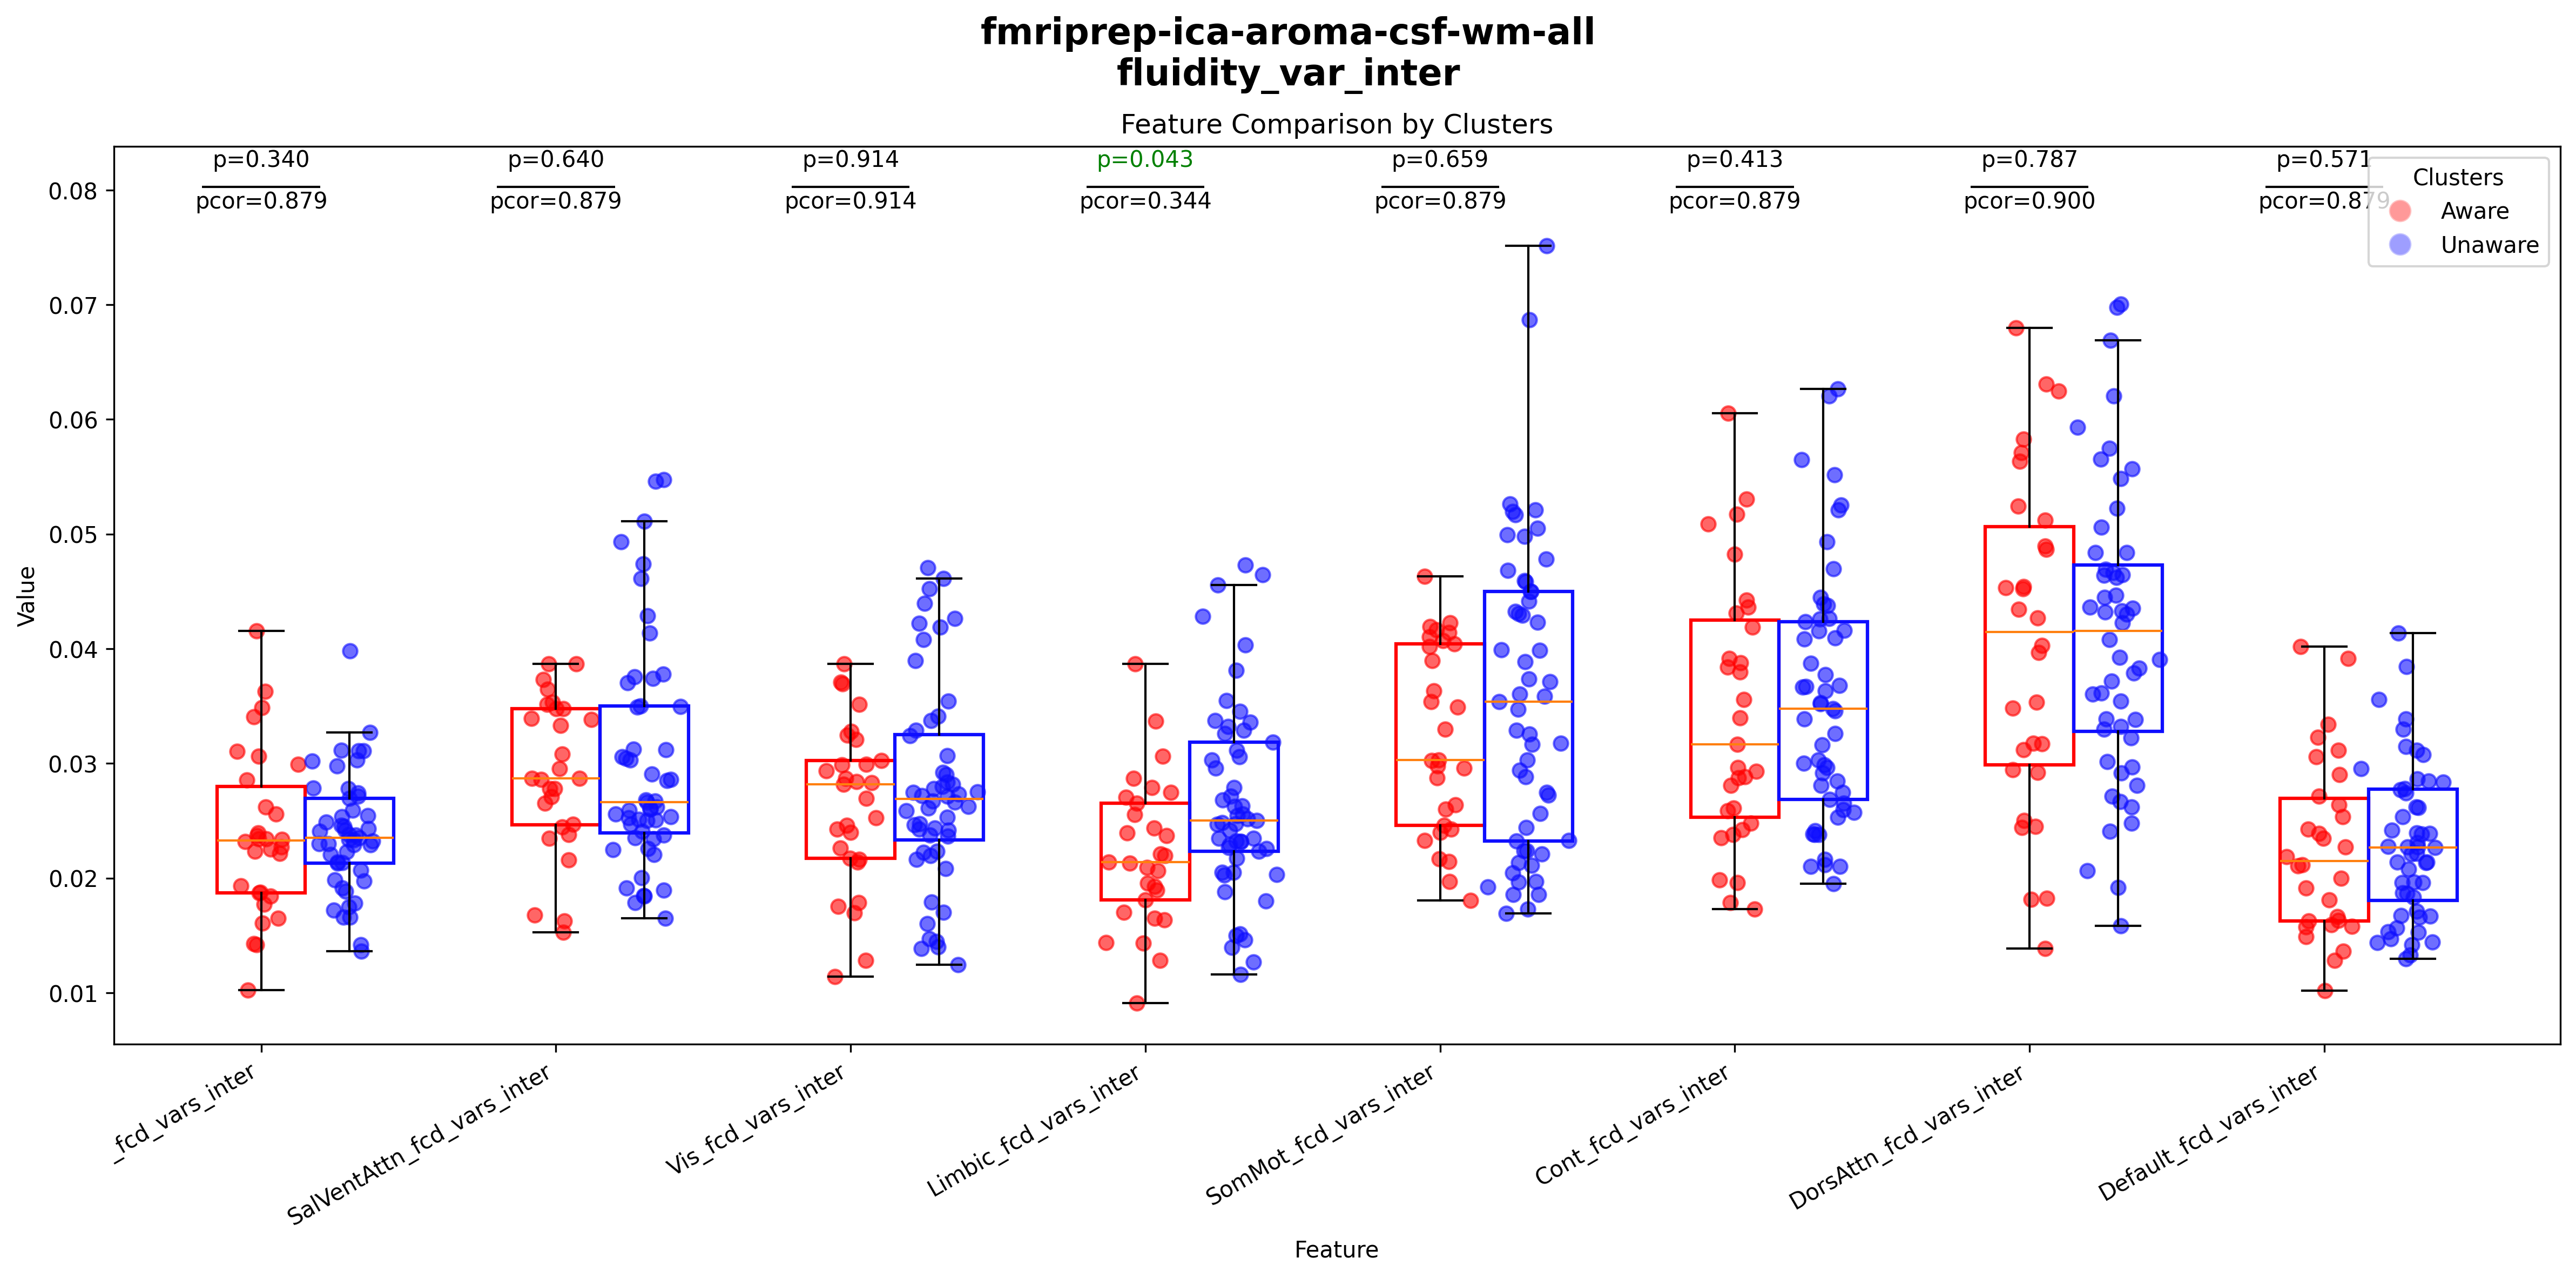 fmriprep-ica-aroma-csf-wm-all
fluidity_var_inter
Feature Comparison by Clusters
p=0.340 p=0.640 p=0.914 p=0.043 p=0.659 p=0.413 p=0.787 p=0.571
pcor=0.879 pcor=0.879 pcor=0.914 pcor=0.344 pcor=0.879 pcor=0.879 pcor=0.900 pcor=0.879
Clusters
Aware
Unaware
0.08
0.07
0.06
0.05
0.04
0.03
0.02
0.01
Value
_fcd_vars_inter
SalVentAttn_fcd_vars_inter
Vis_fcd_vars_inter
Limbic_fcd_vars_inter
SomMot_fcd_vars_inter
Cont_fcd_vars_inter
DorsAttn_fcd_vars_inter
Default_fcd_vars_inter
Feature